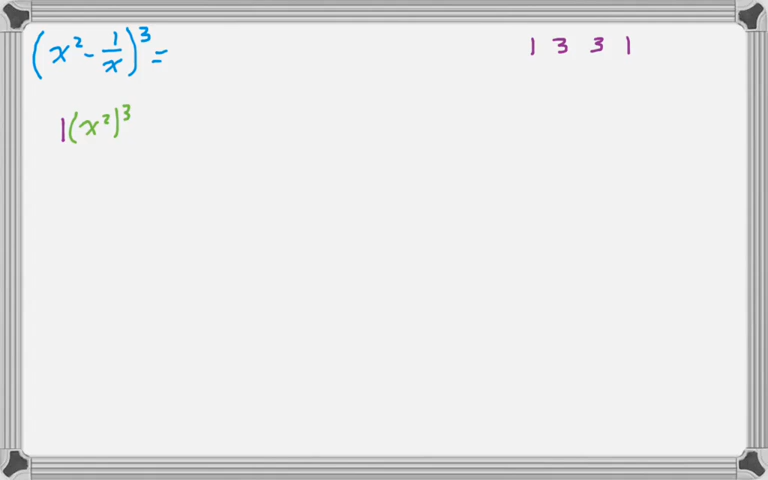 (x² - 1/x)³ =
1 3 3 1
1(x²)³